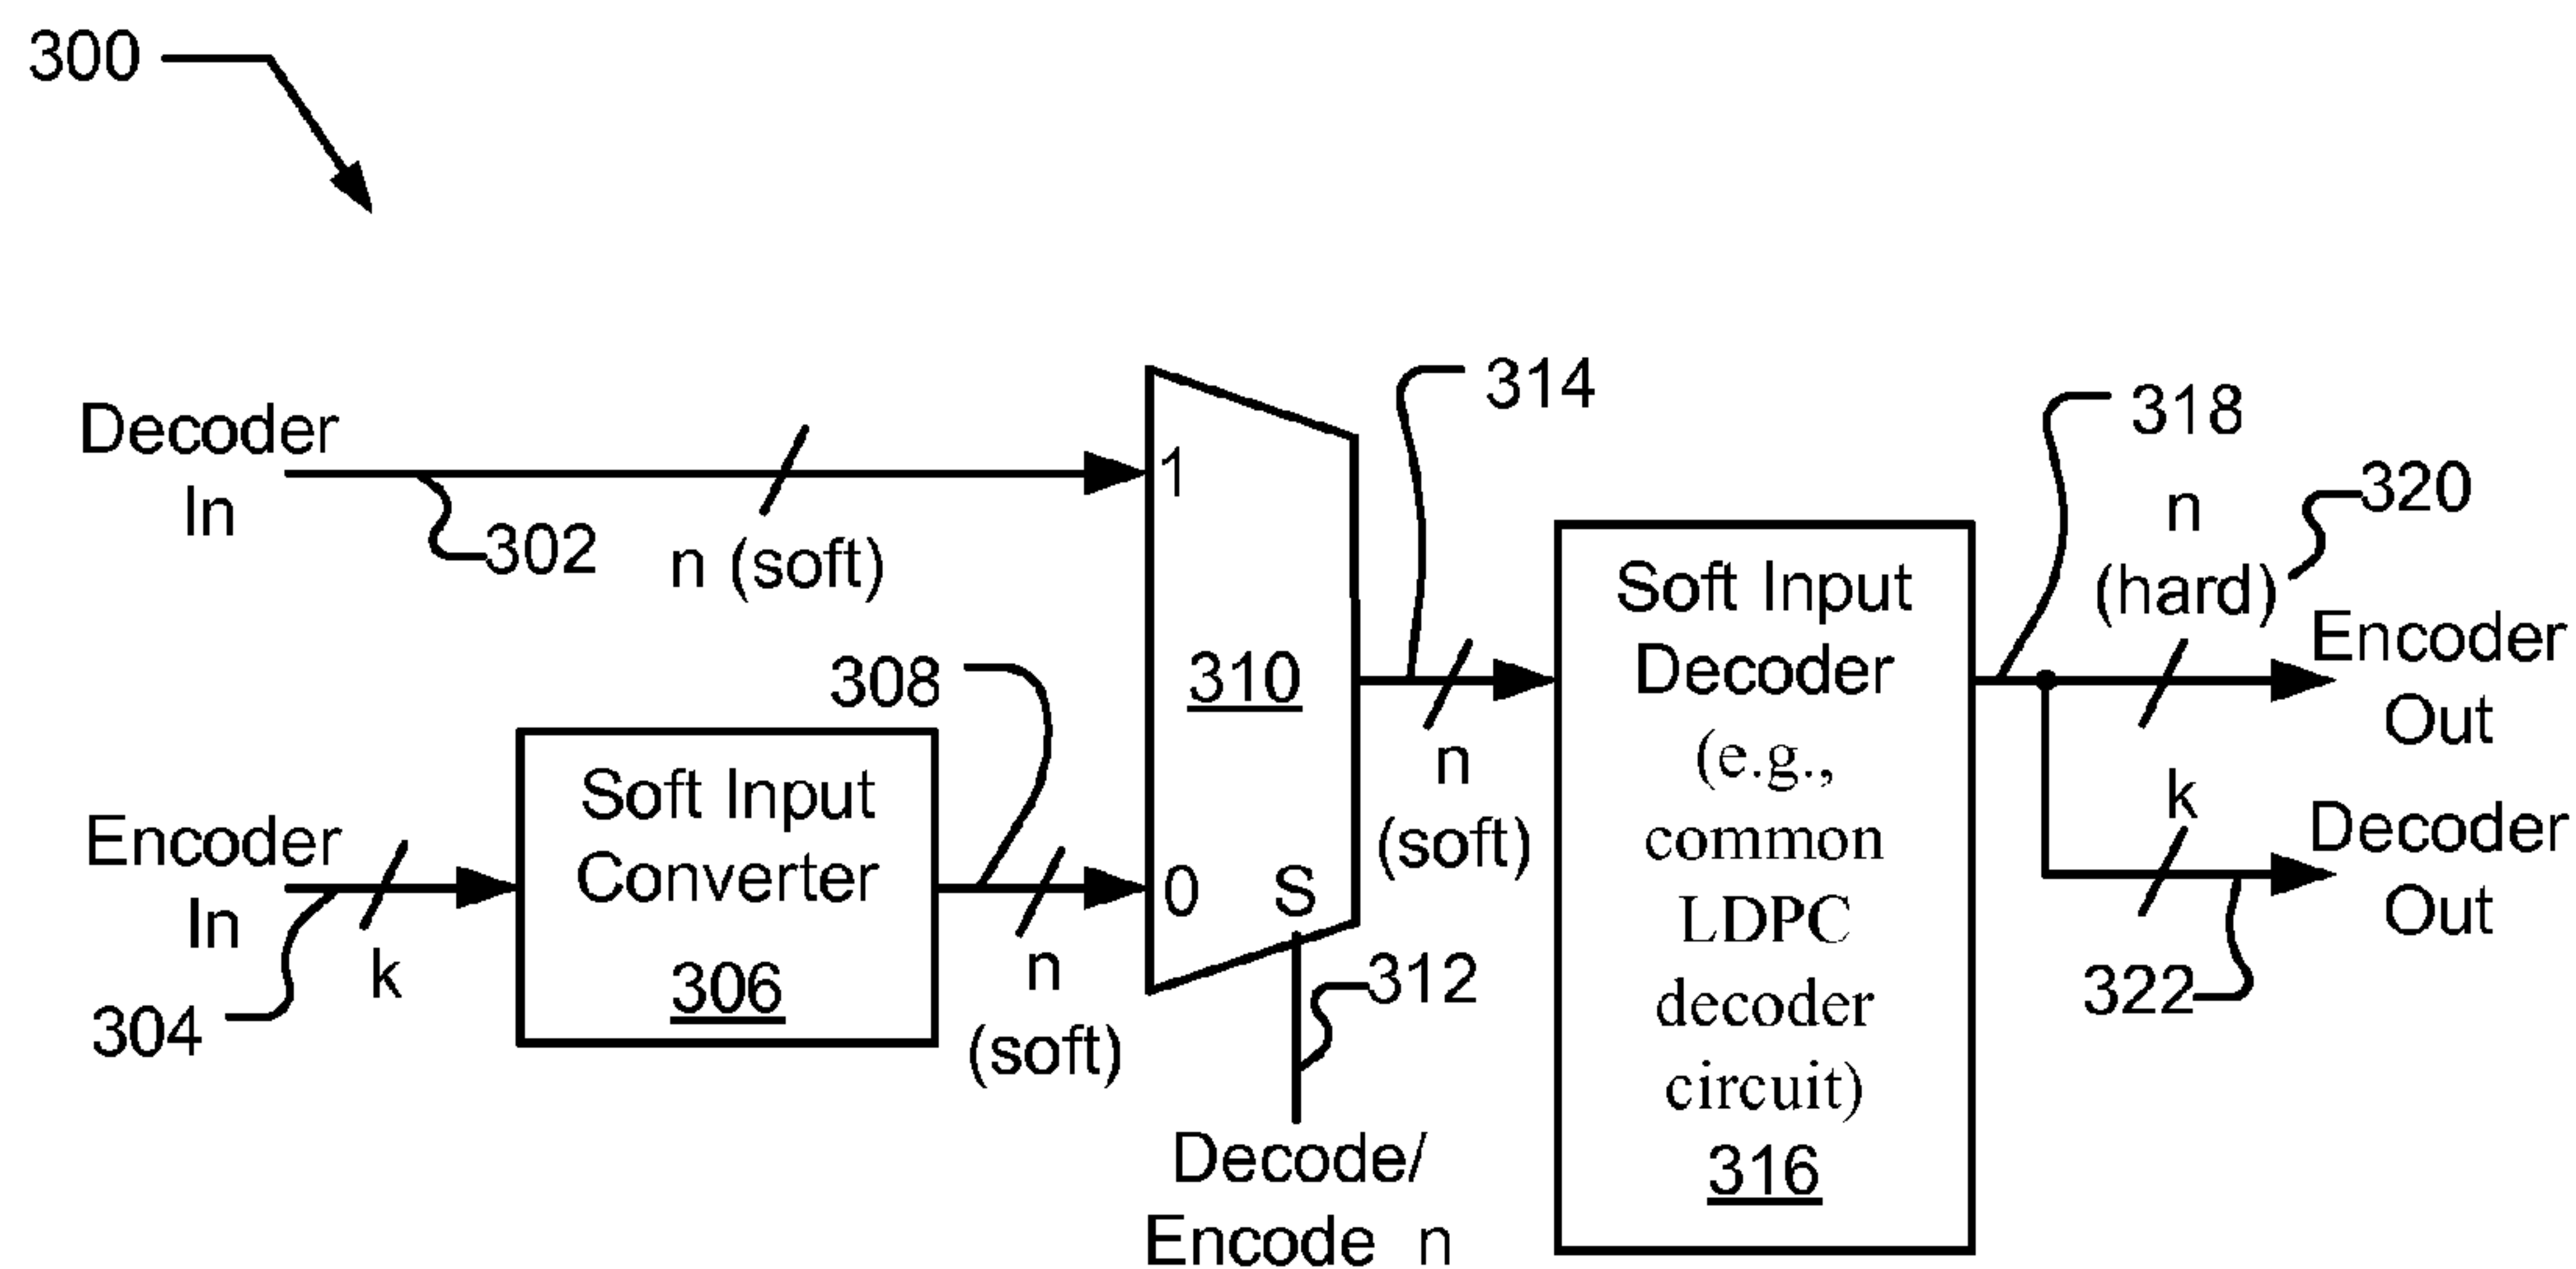 300
Decoder
In
302
n (soft)
1
314
318
n
(hard)
320
Encoder
Out
308
310
n
(soft)
Soft Input
Decoder
(e.g.,
common
LDPC
decoder
circuit)
316
k
Decoder
Out
322
Encoder
In
304
k
Soft Input
Converter
306
n
(soft)
0
S
312
Decode/
Encode n